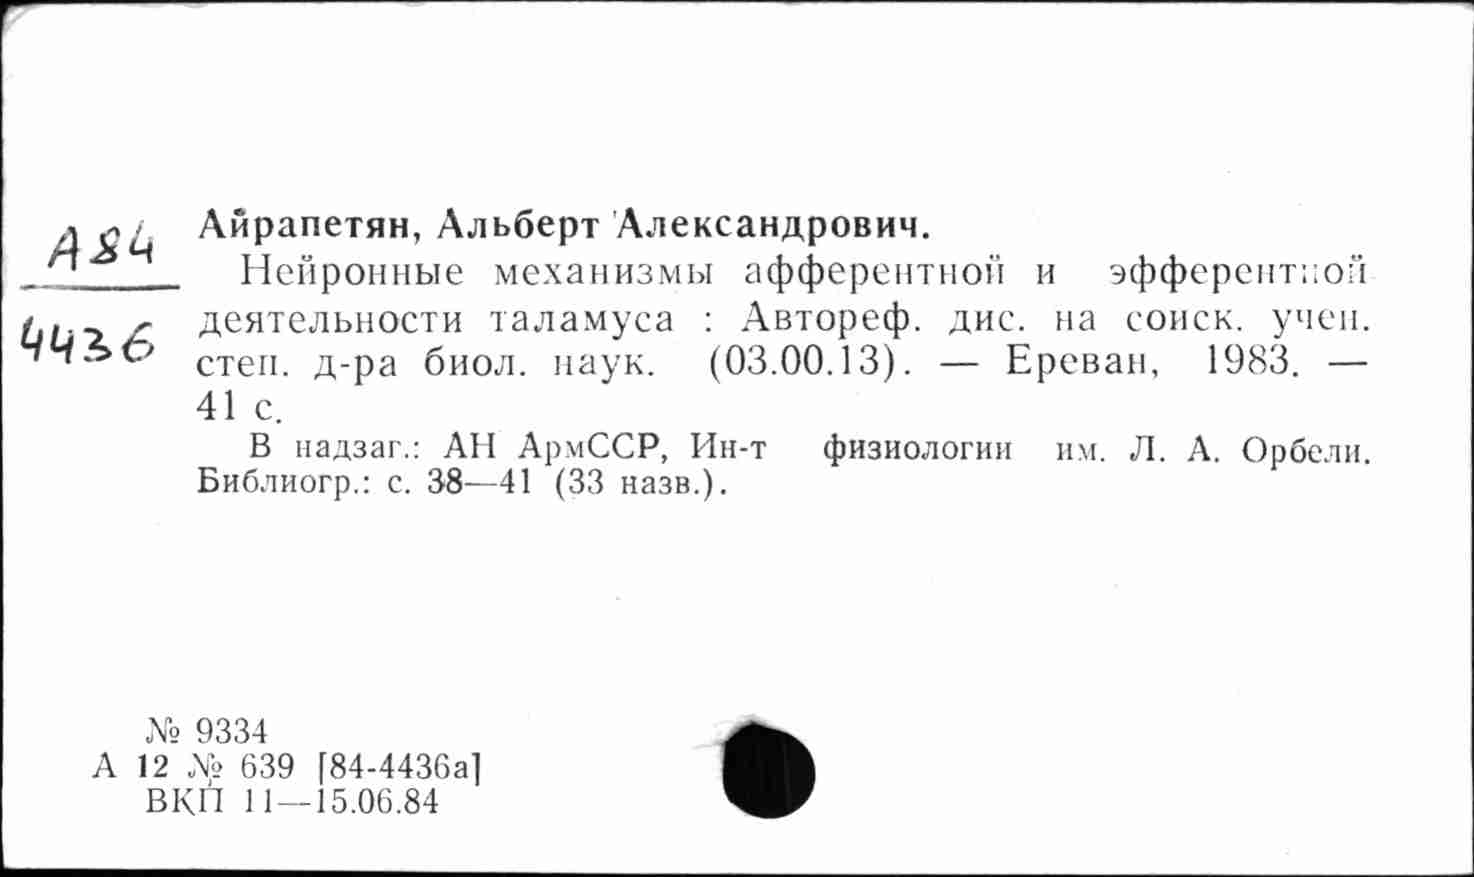 А84
4436
Айрапетян, Альберт Александрович.
Нейронные механизмы афферентной и эфферентной
деятельности таламуса : Автореф. дис. на соиск. учен.
степ. д-ра биол. наук. (03.00.13). — Ереван, 1983. —
41 с.
В надзаг.: АН АрмССР, Ин-т физиологии им. Л. А. Орбели.
Библиогр.: с. 38—41 (33 назв.).
№ 9334
А 12 № 639 [84-4436а]
ВКП 11—15.06.84